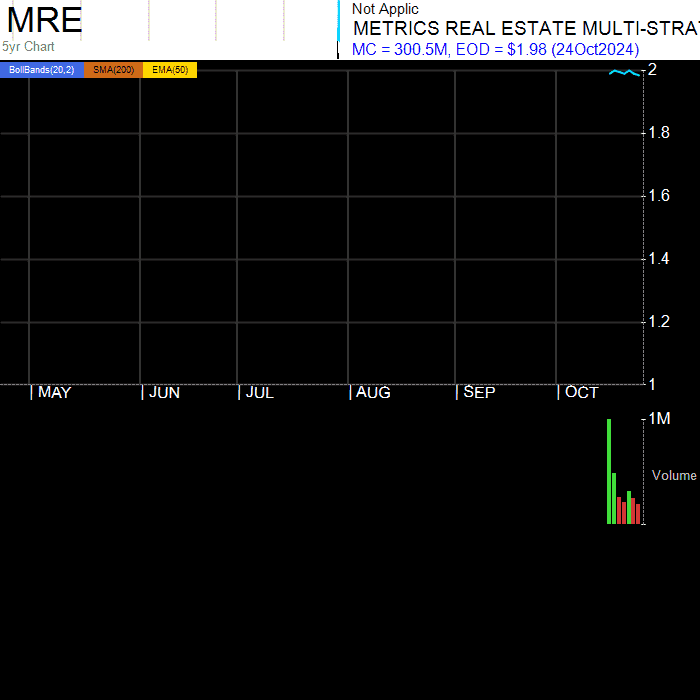 MRE
5yr Chart
Not Applic
METRICS REAL ESTATE MULTI-STRA
MC = 300.5M, EOD = $1.98 (24Oct2024)
BollBands(20,2) SMA(200) EMA(50)
2
1.8
1.6
1.4
1.2
1
MAY JUN JUL AUG SEP OCT
1M
Volume